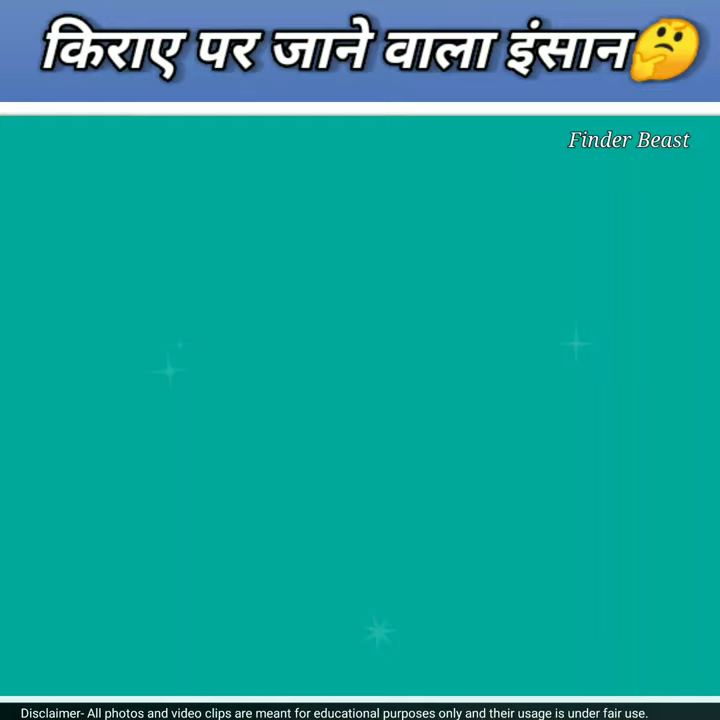 किराए पर जाने वाला इंसान🤔
Finder Beast
Disclaimer- All photos and video clips are meant for educational purposes only and their usage is under fair use.